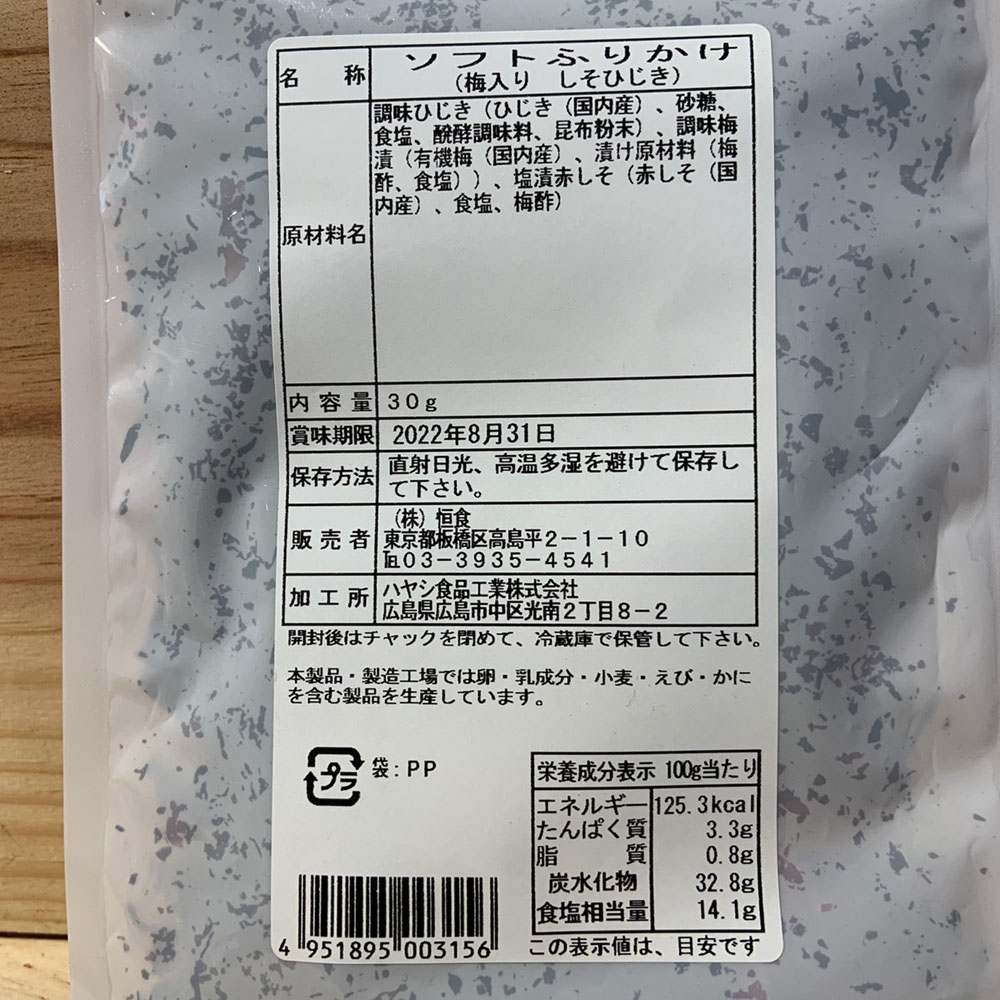 名　称 ソフトふりかけ
（梅入り　しそひじき）
原材料名
調味ひじき（ひじき（国内産）、砂糖、
食塩、醗酵調味料、昆布粉末）、調味梅
漬（有機梅（国内産）、漬け原材料（梅
酢、食塩））、塩漬赤しそ（赤しそ（国
内産）、食塩、梅酢）
内容量 30g
賞味期限 2022年8月31日
保存方法 直射日光、高温多湿を避けて保存し
て下さい。
販売者 （株）恒食
東京都板橋区高島平2－1－10
℡03－3935－4541
加工所 ハヤシ食品工業株式会社
広島県広島市中区光南2丁目8－2
開封後はチャックを閉めて、冷蔵庫で保管して下さい。
本製品・製造工場では卵・乳成分・小麦・えび・かに
を含む製品を生産しています。
プラ 袋：PP
栄養成分表示 100g当たり
エネルギー 125.3kcal
たんぱく質 3.3g
脂　質 0.8g
炭水化物 32.8g
食塩相当量 14.1g
この表示値は、目安です
4 951895 003156